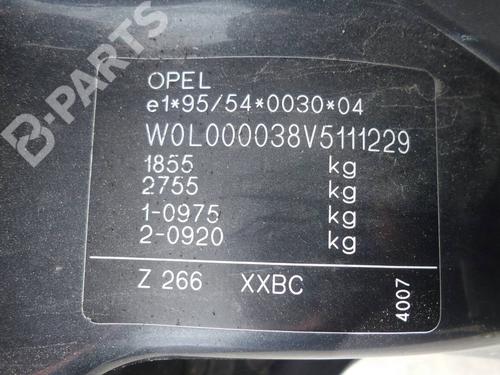 OPEL
e1*95/54*0030*04
W0L000038V5111229
1855 kg
2755 kg
1-0975 kg
2-0920 kg
Z 266 XXBC
4007
B-PARTS